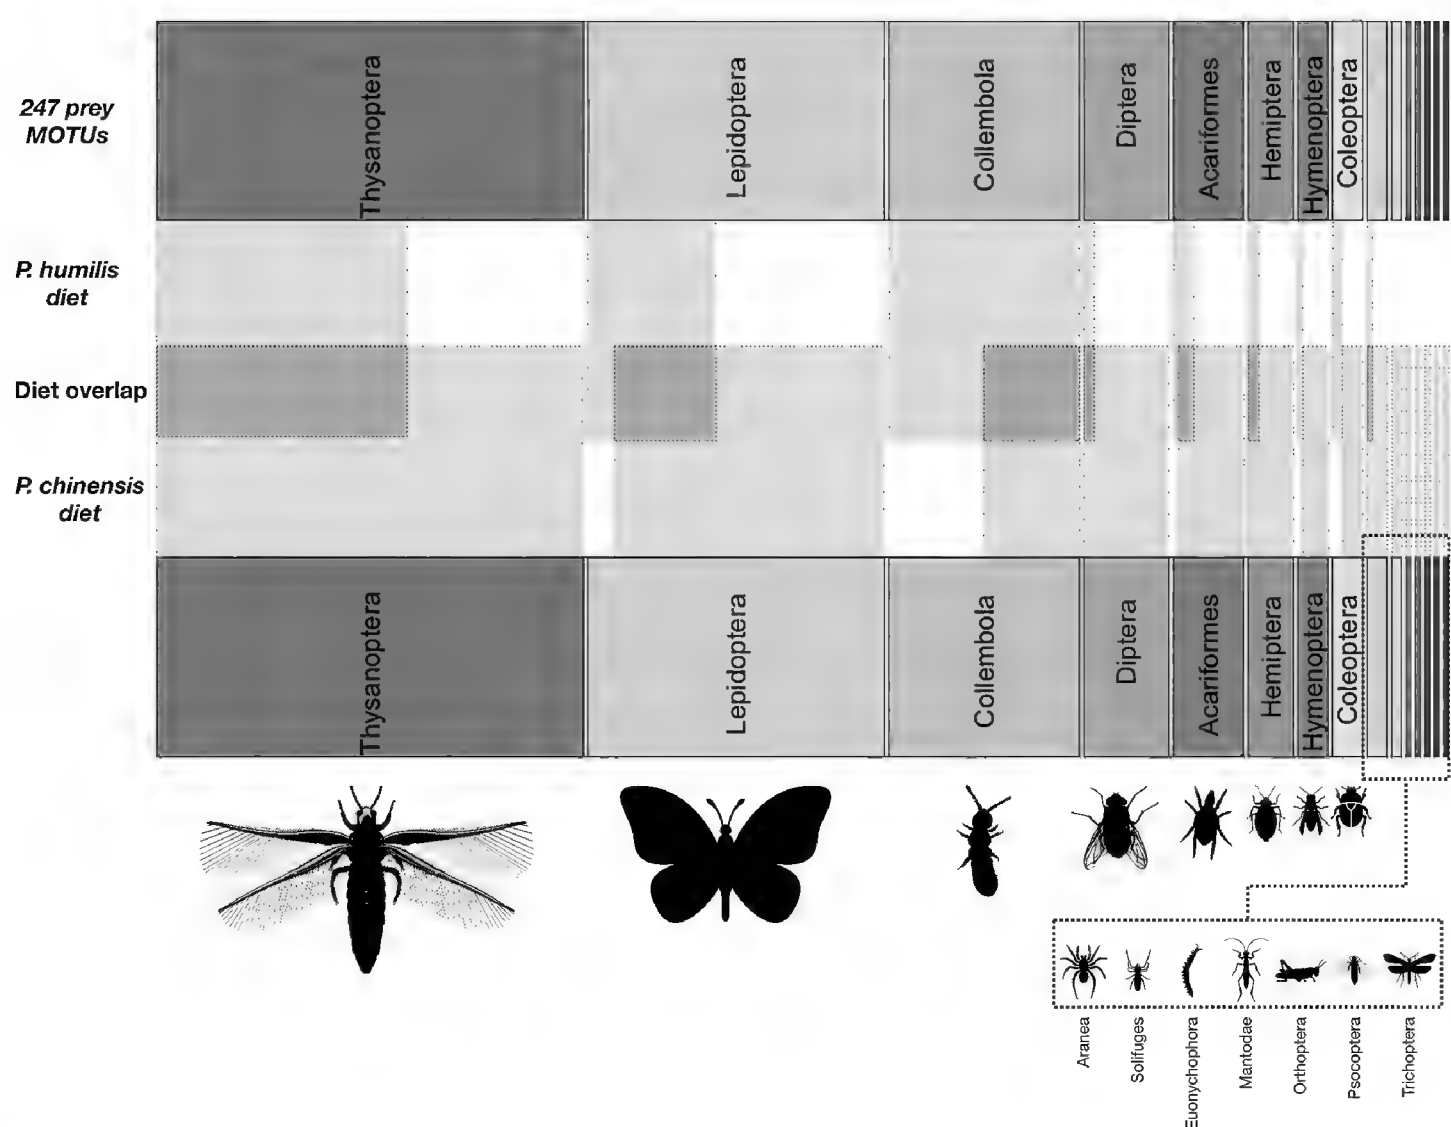 247 prey
MOTUs
Thysanoptera
Lepidoptera
Collembola
Diptera
Acariformes
Hemiptera
Hymenoptera
Coleoptera
P. humilis
diet
Diet overlap
P. chinensis
diet
Thysanoptera
Lepidoptera
Collembola
Diptera
Acariformes
Hemiptera
Hymenoptera
Coleoptera
Aranea
Solifuges
Euonychophora
Mantodae
Orthoptera
Psocoptera
Trichoptera